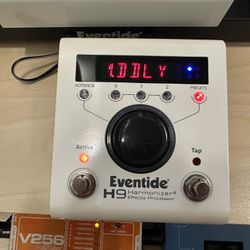 Eventide
1.DDLY
HOTKNOB
X
Y
Z
PRESETS
Active
Tap
Eventide®
H9 Harmonizer®
Effects Processor
V256